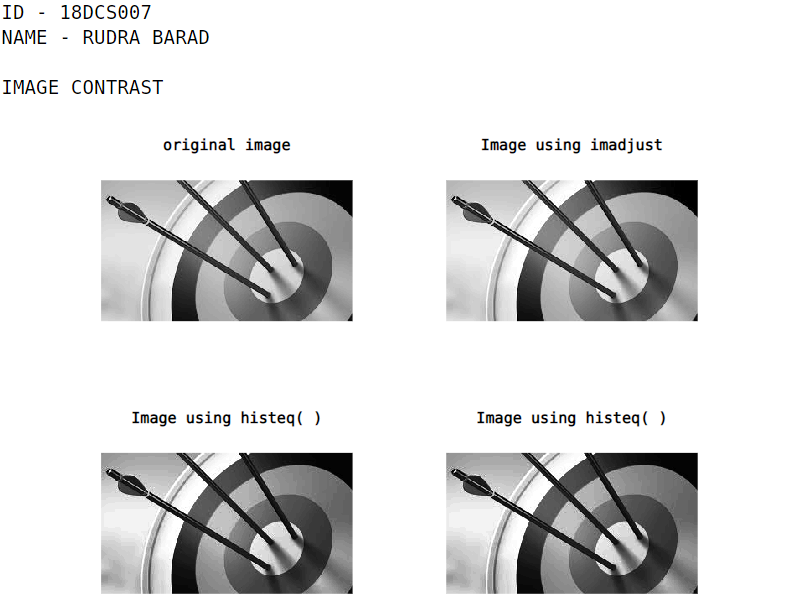 ID - 18DCS007
NAME - RUDRA BARAD
IMAGE CONTRAST
original image
Image using imadjust
Image using histeq( )
Image using histeq( )